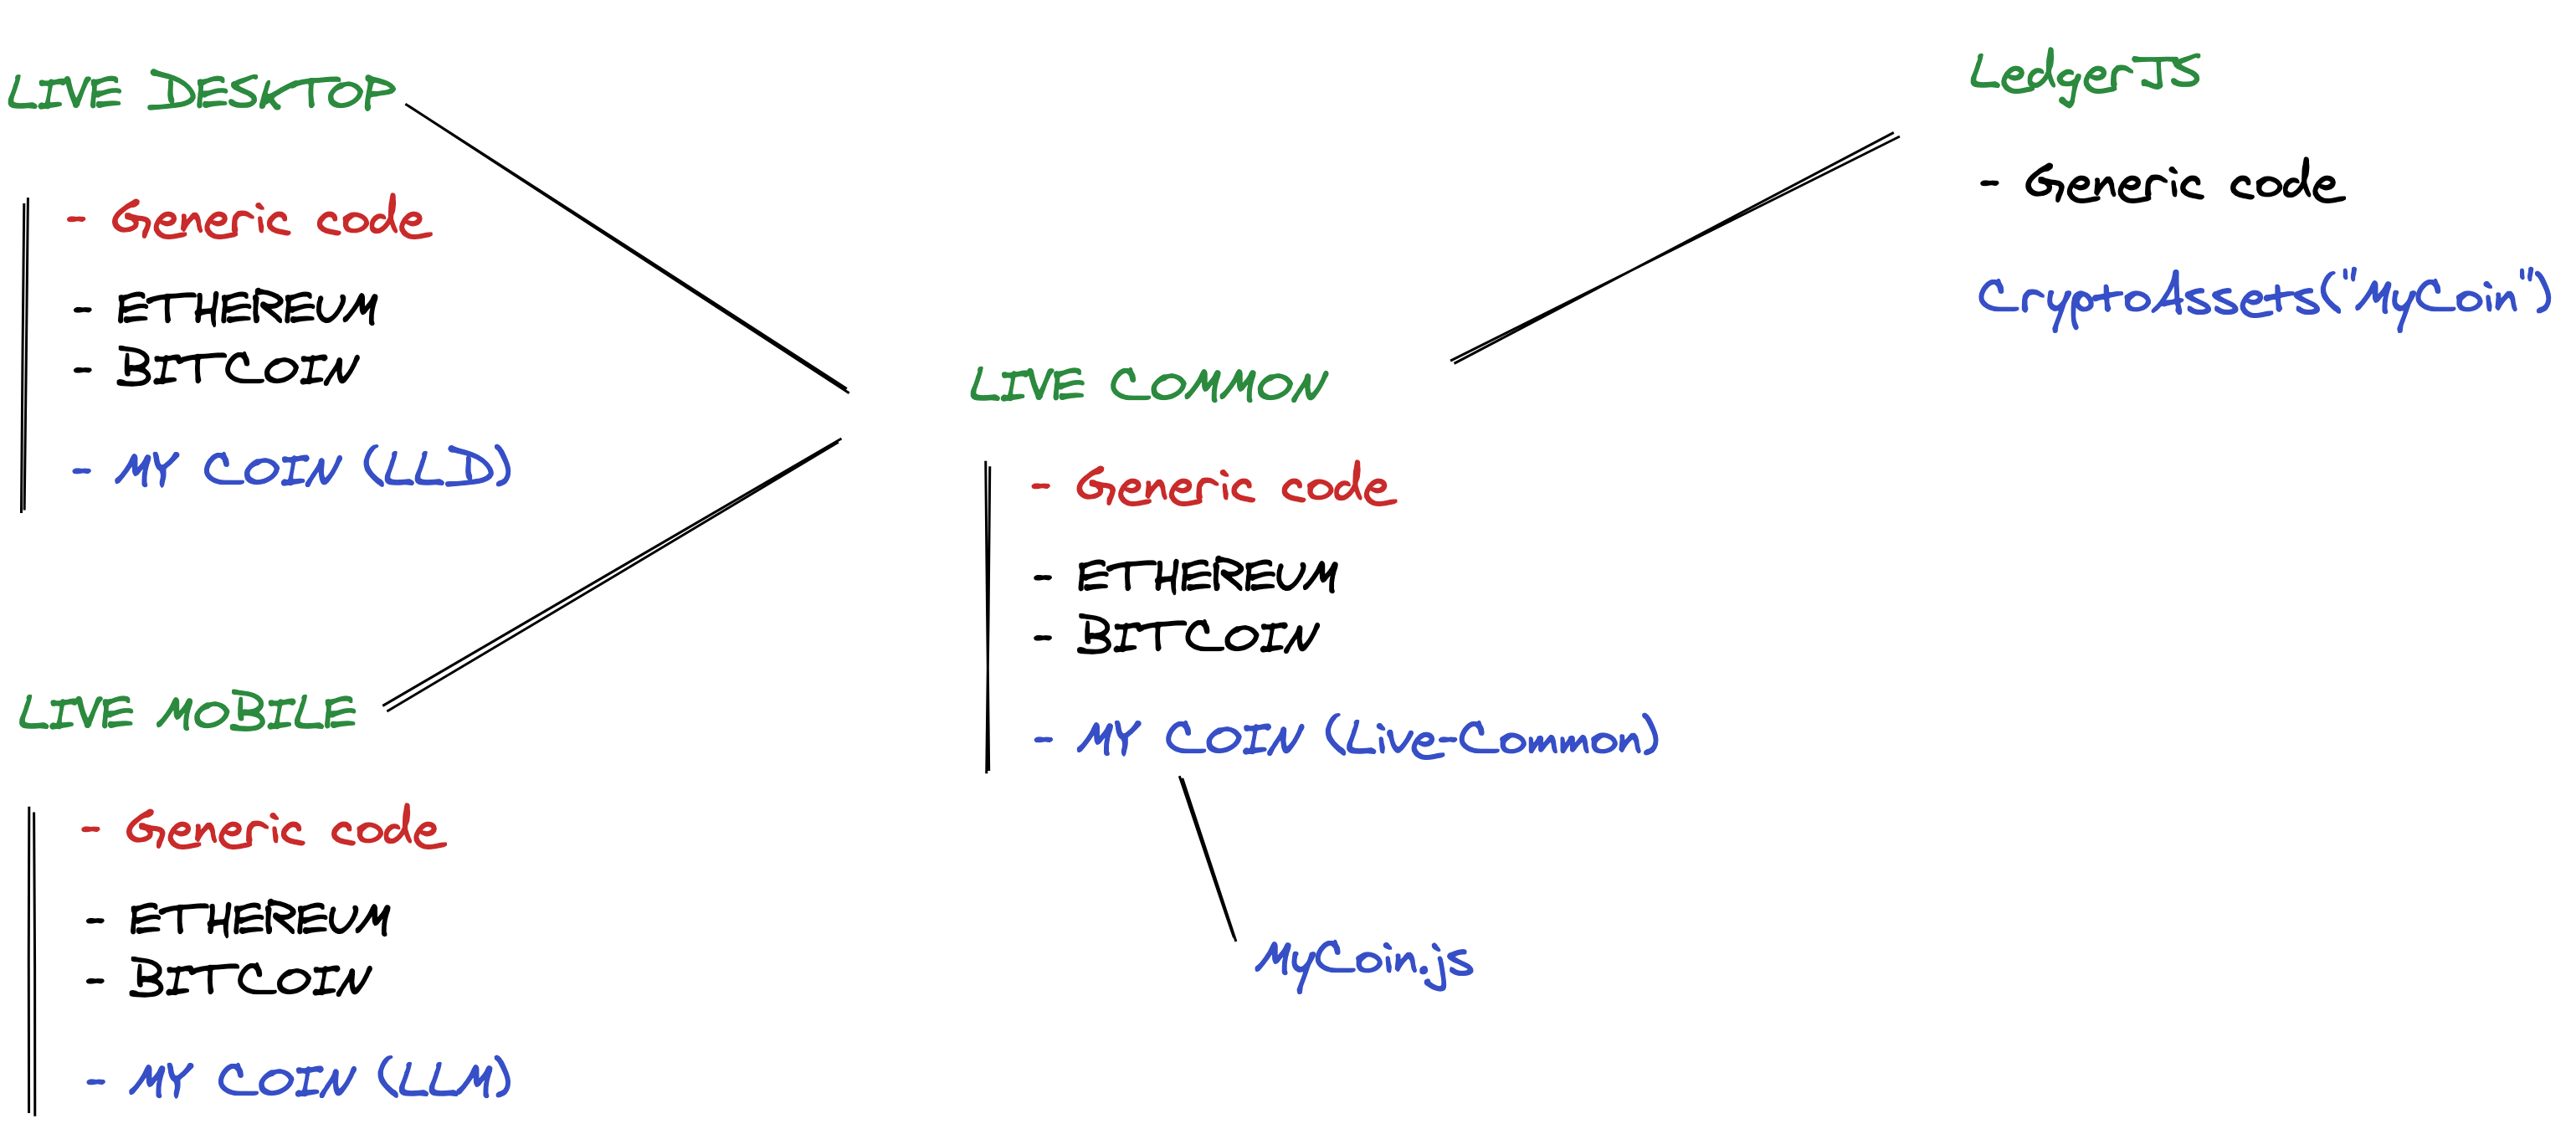 LIVE DESKTOP
- Generic code
- ETHEREUM
- BITCOIN
- MY COIN (LLD)
LIVE MOBILE
- Generic code
- ETHEREUM
- BITCOIN
- MY COIN (LLM)
LIVE COMMON
- Generic code
- ETHEREUM
- BITCOIN
- MY COIN (Live-Common)
MyCoin.js
LedgerJS
- Generic code
CryptoAssets("MyCoin")